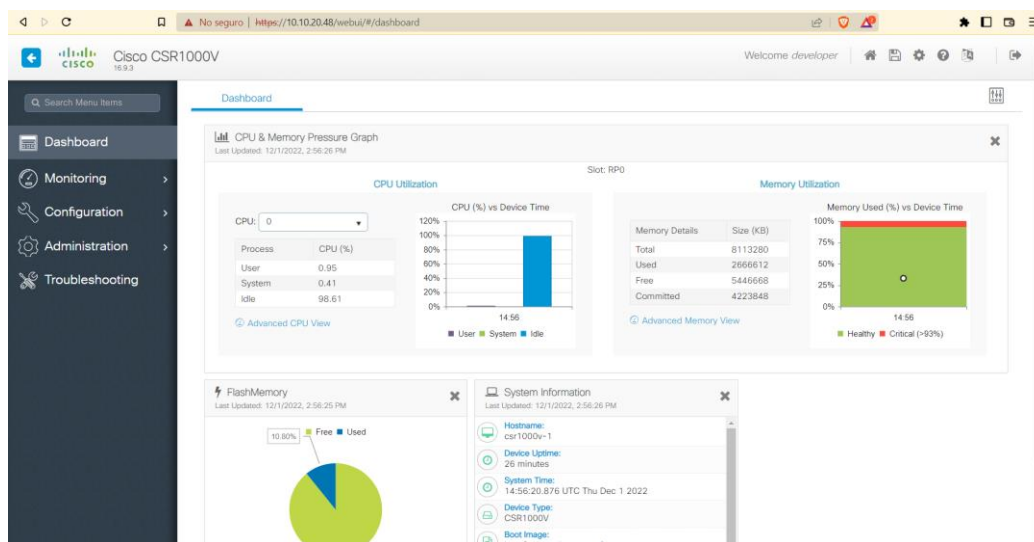 No seguro | https://10.10.20.48/webui/#/dashboard
CISCO
Cisco CSR1000V
16.9.3
Welcome developer
Search Menu Items
Dashboard
Monitoring
Configuration
Administration
Troubleshooting
Dashboard
CPU & Memory Pressure Graph
Last Updated: 12/1/2022, 2:56:26 PM
Slot: RP0
CPU Utilization
CPU: 0
Process CPU (%)
User 0.95
System 0.41
Idle 98.61
Advanced CPU View
CPU (%) vs Device Time
120%
100%
80%
60%
40%
20%
0%
14:56
User System Idle
Memory Utilization
Memory Details Size (KB)
Total 8113280
Used 2666612
Free 5446668
Committed 4223848
Advanced Memory View
Memory Used (%) vs Device Time
100%
75%
50%
25%
0%
14:56
Healthy Critical (>93%)
FlashMemory
Last Updated: 12/1/2022, 2:56:25 PM
10.80%
Free Used
System Information
Last Updated: 12/1/2022, 2:56:26 PM
Hostname:
csr1000v-1
Device Uptime:
26 minutes
System Time:
14:56:20.876 UTC Thu Dec 1 2022
Device Type:
CSR1000V
Boot Image: